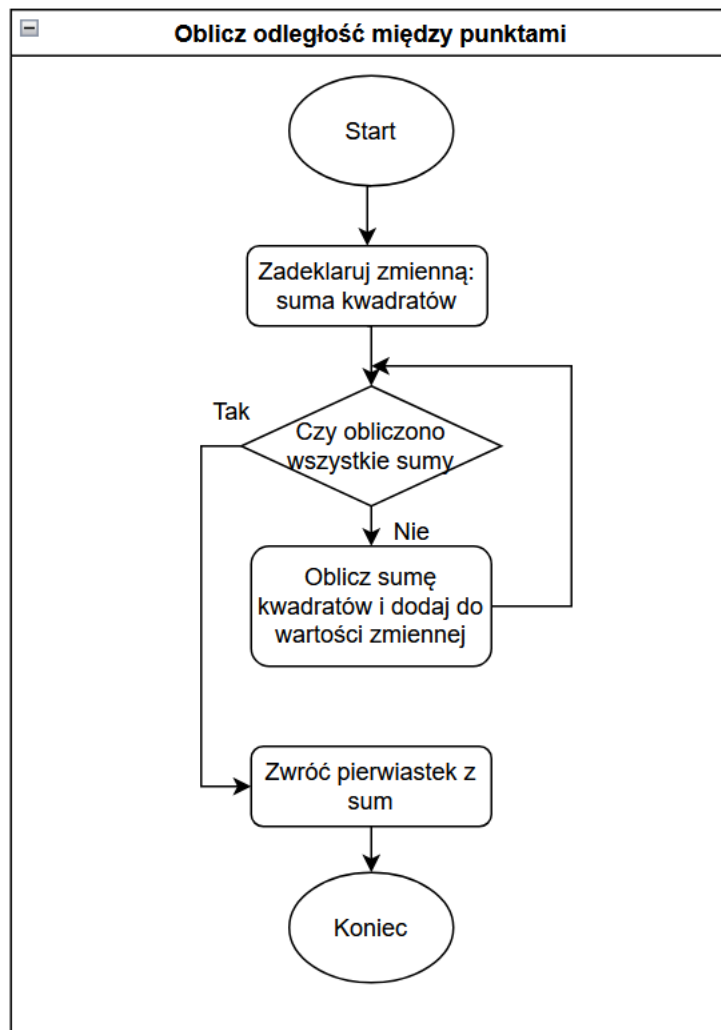 Oblicz odległość między punktami
Start
Zadeklaruj zmienną:
suma kwadratów
Tak
Czy obliczono
wszystkie sumy
Nie
Oblicz sumę
kwadratów i dodaj do
wartości zmiennej
Zwróć pierwiastek z
sum
Koniec